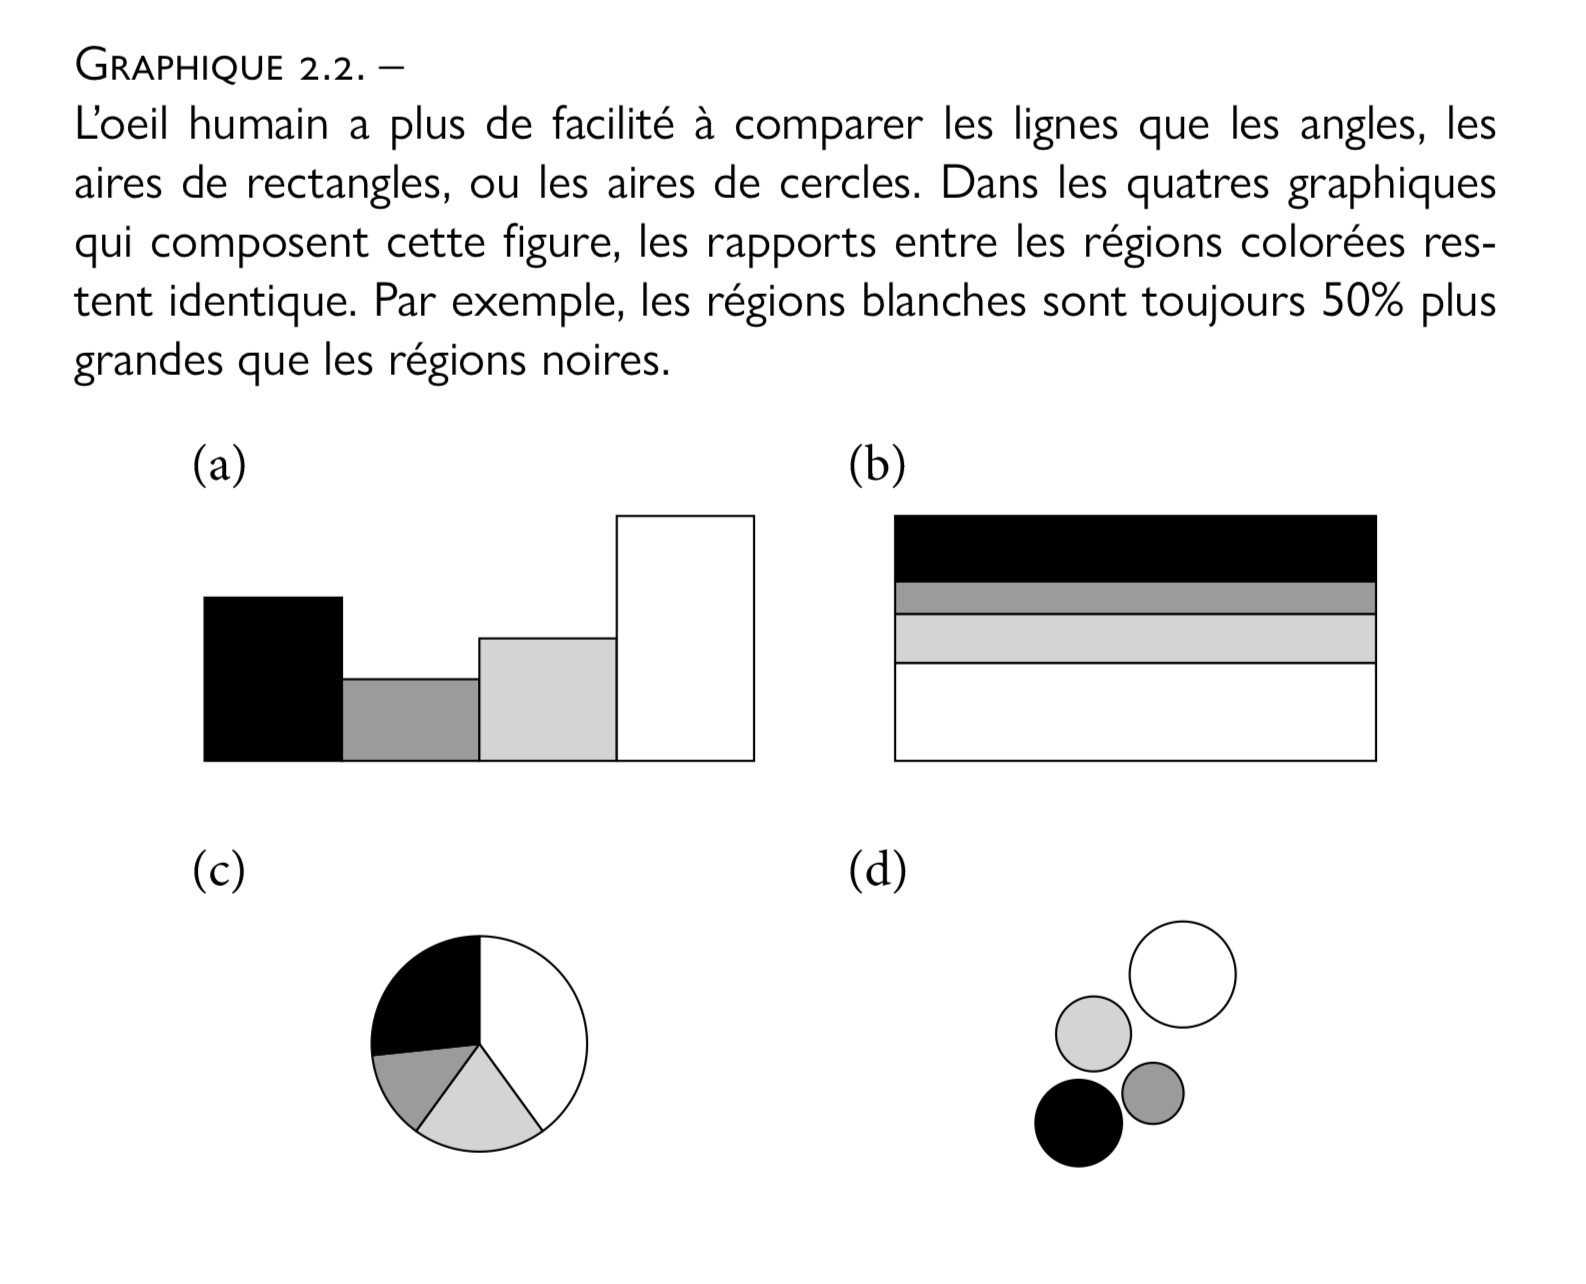 GRAPHIQUE 2.2. –
L'oeil humain a plus de facilité à comparer les lignes que les angles, les
aires de rectangles, ou les aires de cercles. Dans les quatres graphiques
qui composent cette figure, les rapports entre les régions colorées res-
tent identique. Par exemple, les régions blanches sont toujours 50% plus
grandes que les régions noires.
(a)
(b)
(c)
(d)